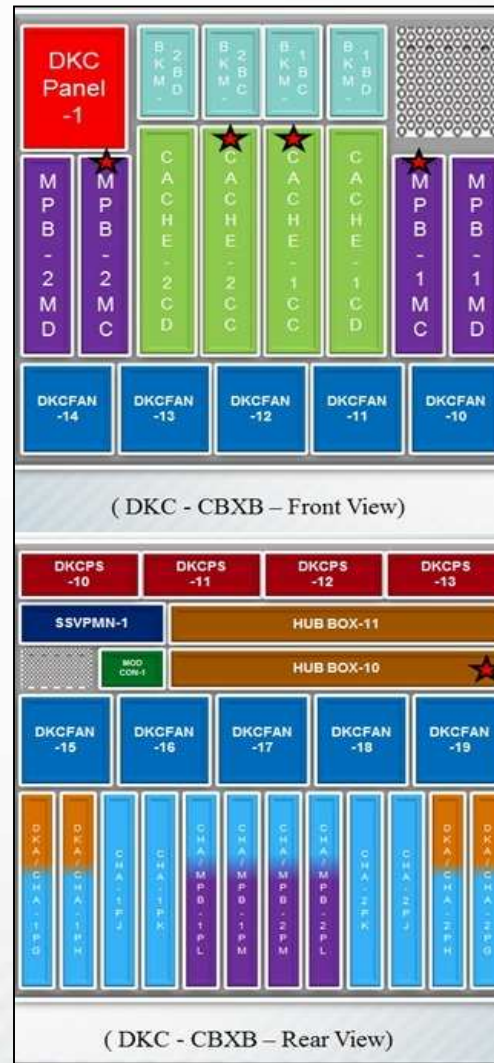 DKC
Panel
-1
BKM-2BD
BKM-2BC
BKM-1BC
BKM-1BD
MPB-2MD
MPB-2MC
CACHE-2CD
CACHE-2CC
CACHE-1CC
CACHE-1CD
MPB-1MC
MPB-1MD
DKCFAN
-14
DKCFAN
-13
DKCFAN
-12
DKCFAN
-11
DKCFAN
-10
( DKC - CBXB – Front View)
DKCPS
-10
DKCPS
-11
DKCPS
-12
DKCPS
-13
SSVPMN-1
HUB BOX-11
MOD
CON-1
HUB BOX-10
DKCFAN
-15
DKCFAN
-16
DKCFAN
-17
DKCFAN
-18
DKCFAN
-19
DKA/CHA-1PG
DKA/CHA-1PH
CHA-1PJ
CHA-1PK
CHA/MPB-1PL
CHA/MPB-1PM
CHA/MPB-2PM
CHA/MPB-2PL
CHA-2PK
CHA-2PJ
DKA/CHA-2PH
DKA/CHA-2PG
( DKC - CBXB – Rear View)